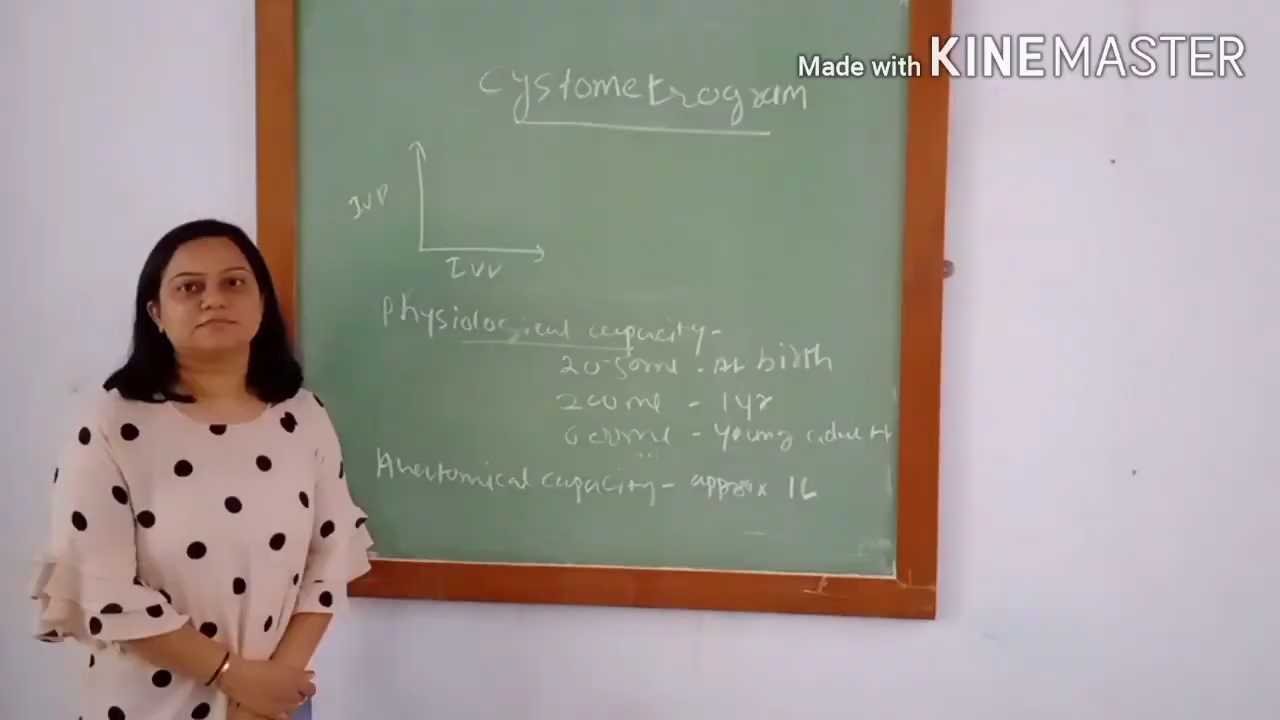 Made with KINEMASTER
Cystometrogram
IVP
IVV
Physiological capacity-
20-50ml . At birth
200ml - 1yr
600ml - Young adult
Anatomical capacity - approx 1L